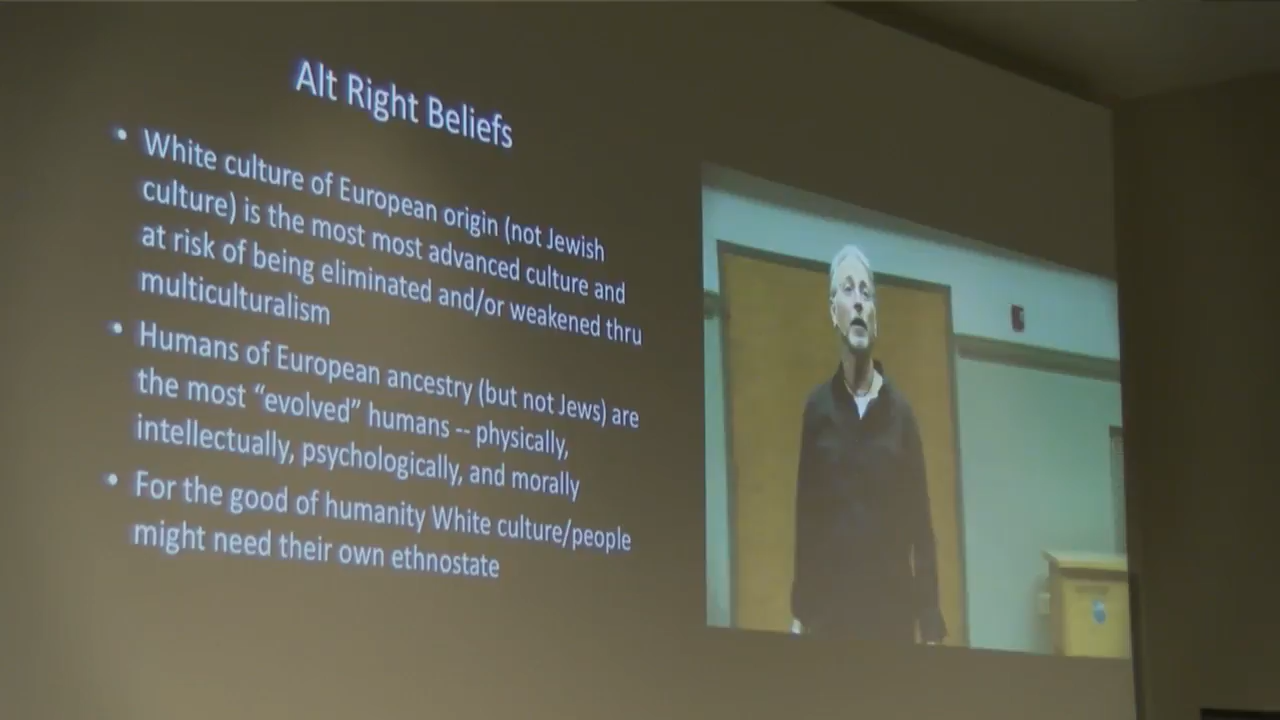 Alt Right Beliefs
• White culture of European origin (not Jewish
culture) is the most most advanced culture and
at risk of being eliminated and/or weakened thru
multiculturalism
• Humans of European ancestry (but not Jews) are
the most “evolved” humans -- physically,
intellectually, psychologically, and morally
• For the good of humanity White culture/people
might need their own ethnostate